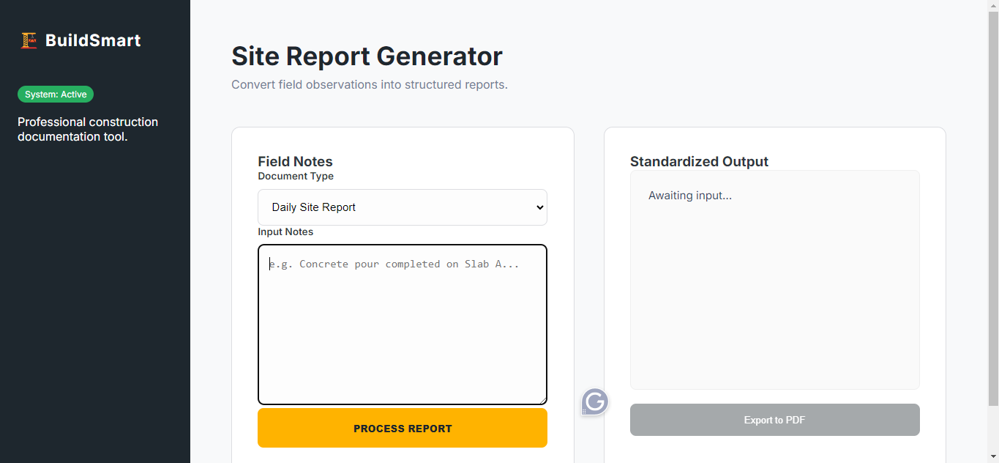 BuildSmart
System: Active
Professional construction
documentation tool.
Site Report Generator
Convert field observations into structured reports.
Field Notes
Document Type
Daily Site Report
Input Notes
e.g. Concrete pour completed on Slab A...
PROCESS REPORT
Standardized Output
Awaiting input...
Export to PDF
G